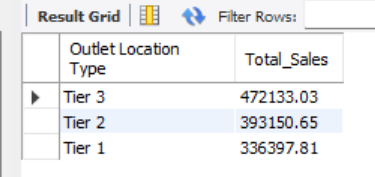 Result Grid Filter Rows:
Outlet Location Type Total_Sales
Tier 3 472133.03
Tier 2 393150.65
Tier 1 336397.81